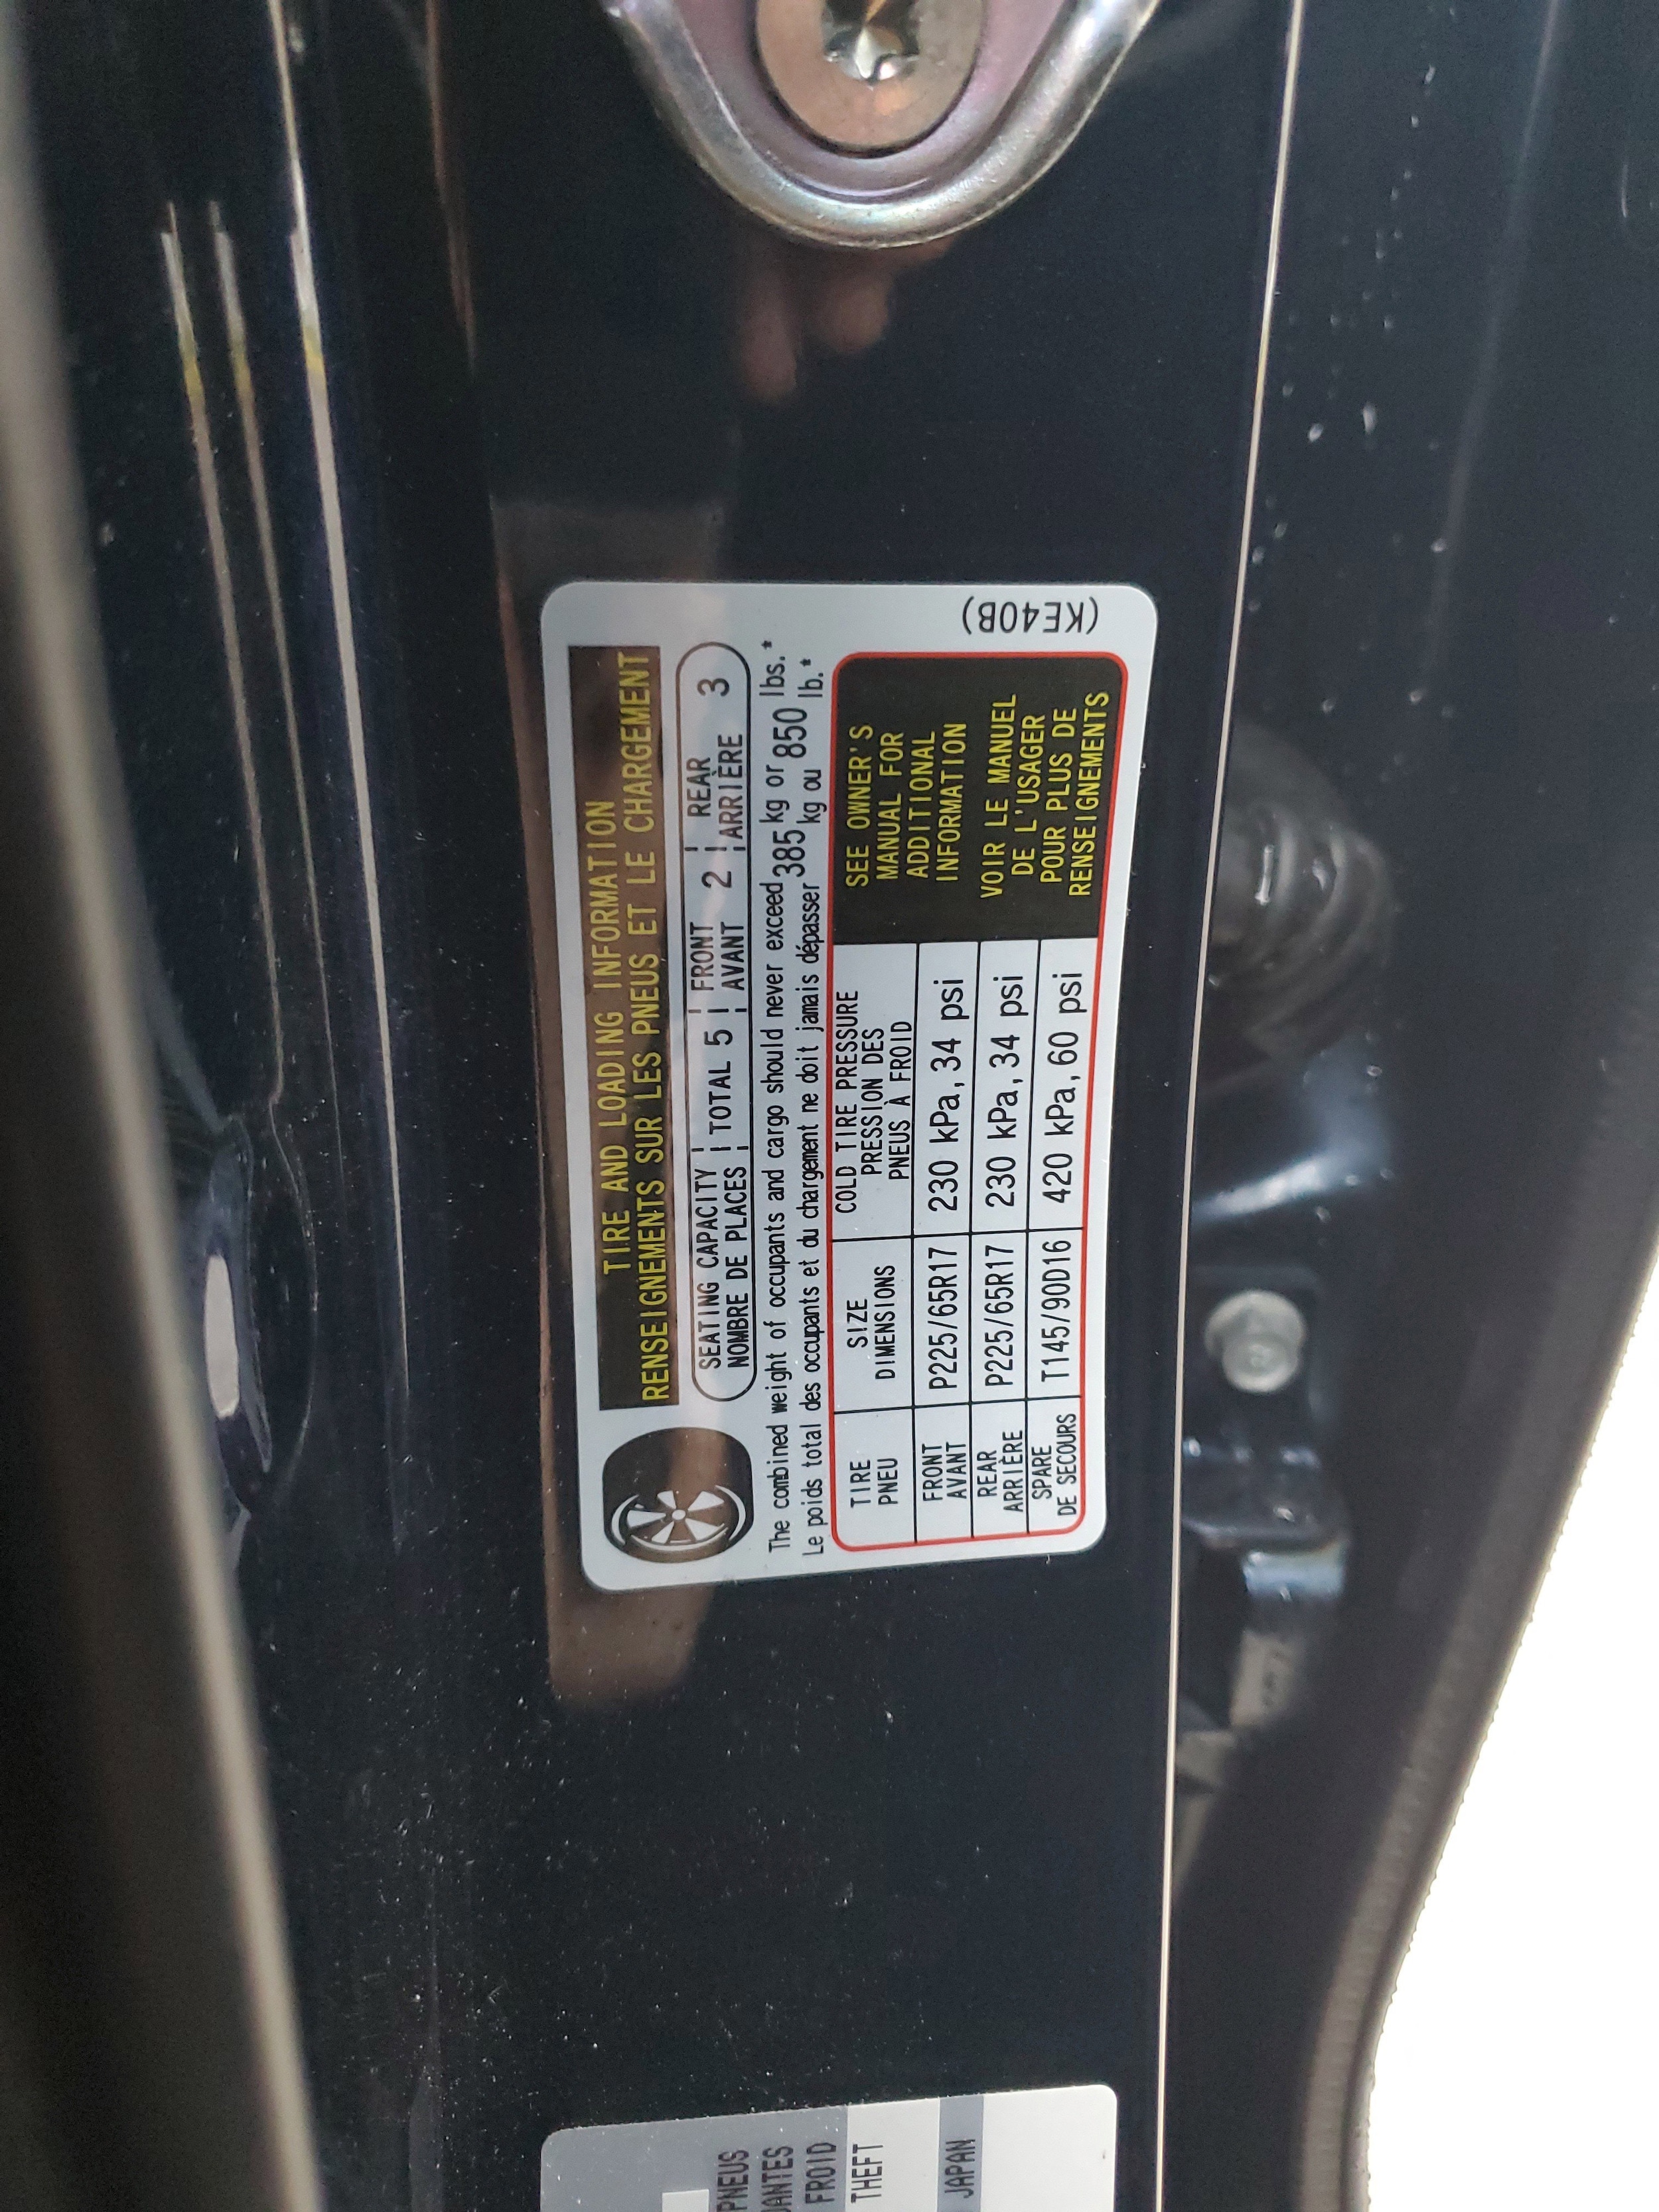 TIRE AND LOADING INFORMATION
RENSEIGNEMENTS SUR LES PNEUS ET LE CHARGEMENT
SEATING CAPACITY TOTAL 5 FRONT 2 REAR 3
NOMBRE DE PLACES AVANT ARRIÈRE
The combined weight of occupants and cargo should never exceed 385 kg or 850 lbs.*
Le poids total des occupants et du chargement ne doit jamais dépasser kg ou lb.*
TIRE
PNEU
SIZE
DIMENSIONS
COLD TIRE PRESSURE
PRESSION DES
PNEUS À FROID
FRONT
AVANT
P225/65R17
230 kPa, 34 psi
REAR
ARRIÈRE
P225/65R17
230 kPa, 34 psi
SPARE
DE SECOURS
T145/90D16
420 kPa, 60 psi
SEE OWNER'S
MANUAL FOR
ADDITIONAL
INFORMATION
VOIR LE MANUEL
DE L'USAGER
POUR PLUS DE
RENSEIGNEMENTS
(KE40B)
PNEUS
JANTES
FROID
THEFT
JAPAN